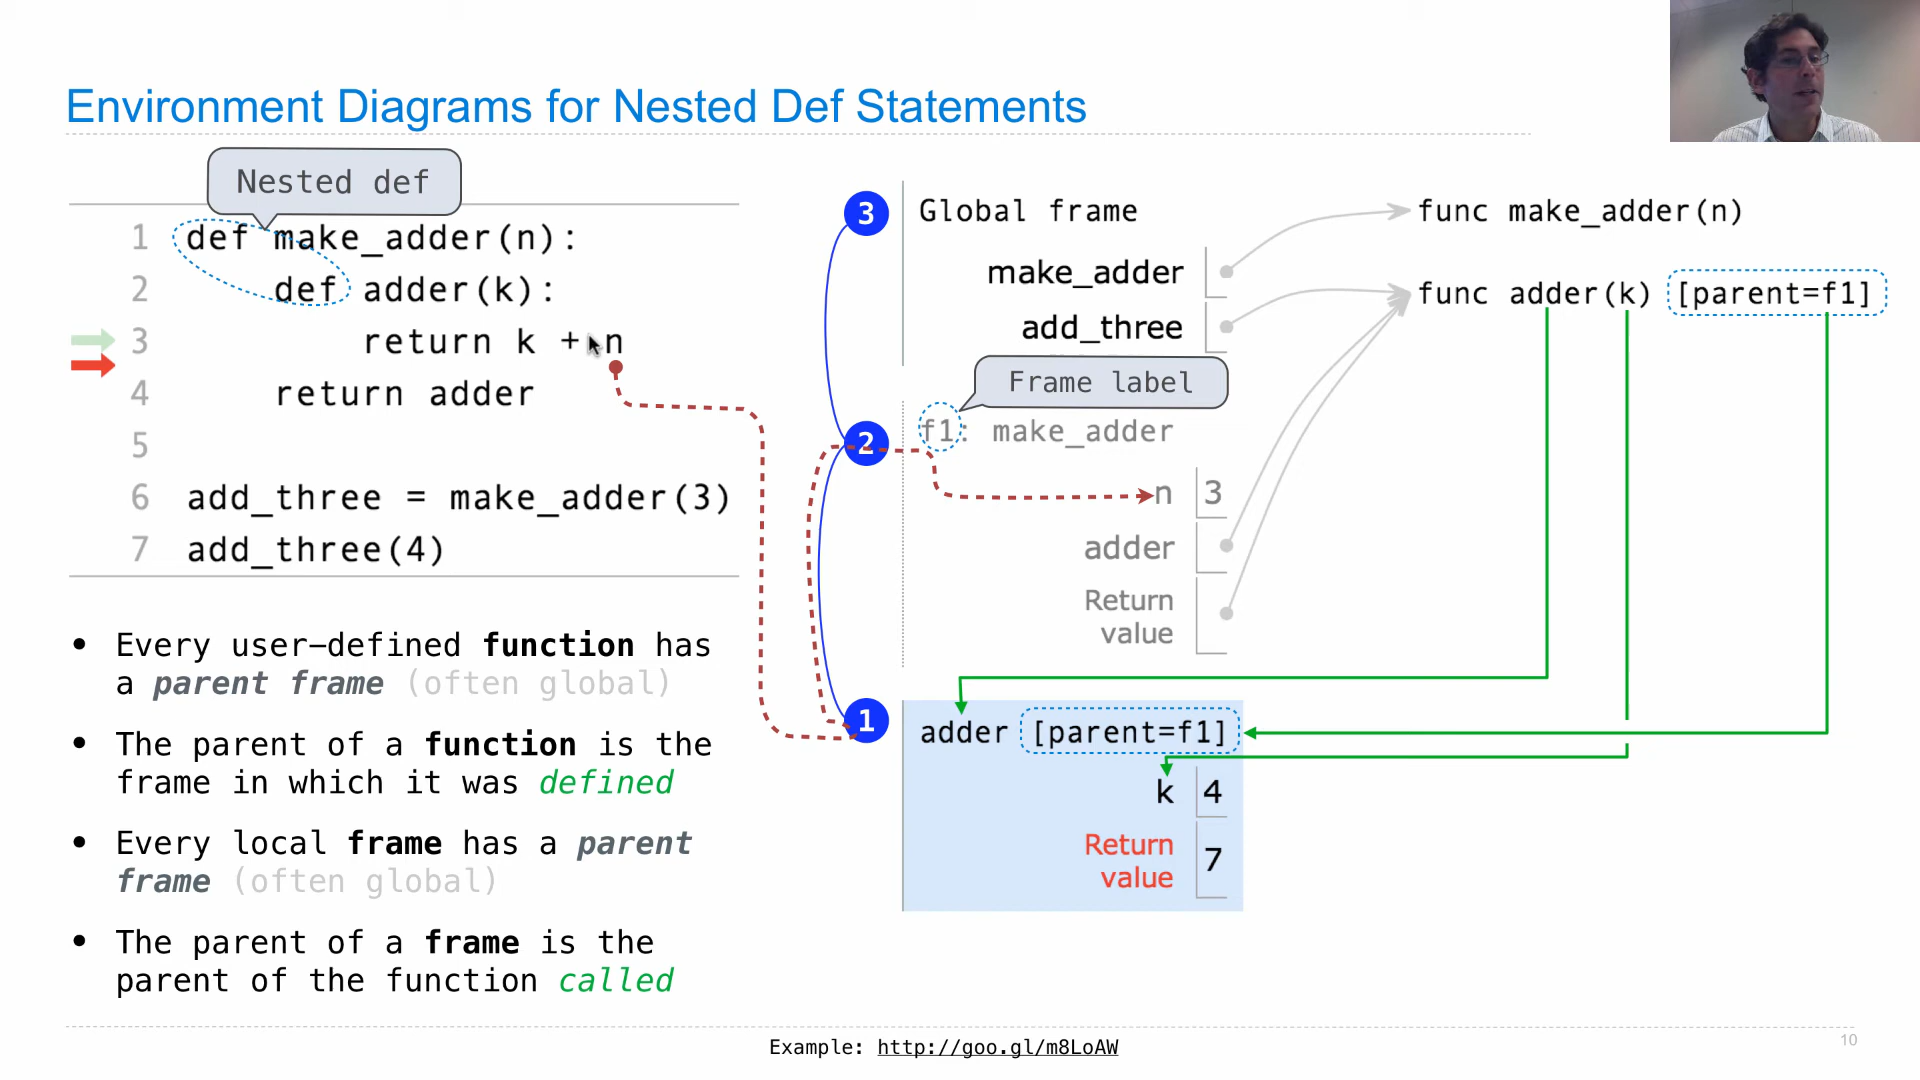 Environment Diagrams for Nested Def Statements
Nested def
1 def make_adder(n):
2 def adder(k):
3 return k + n
4 return adder
5
6 add_three = make_adder(3)
7 add_three(4)
• Every user-defined function has
a parent frame (often global)
• The parent of a function is the
frame in which it was defined
• Every local frame has a parent
frame (often global)
• The parent of a frame is the
parent of the function called
3 Global frame
make_adder
add_three
func make_adder(n)
func adder(k) [parent=f1]
Frame label
2 f1: make_adder
n 3
adder
Return
value
1 adder [parent=f1]
k 4
Return
value 7
Example: http://goo.gl/m8LoAW
10